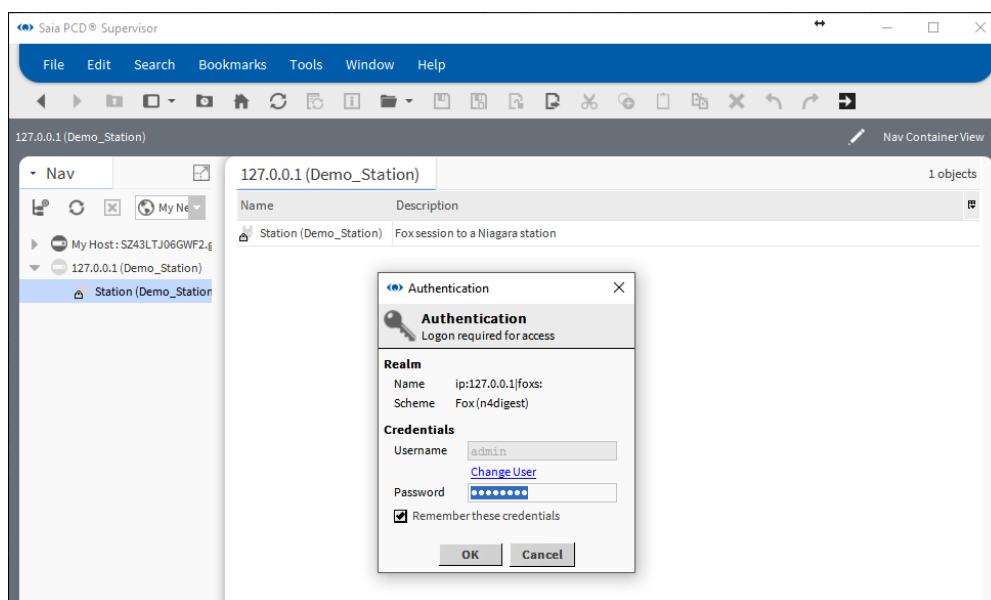 Saia PCD® Supervisor
File Edit Search Bookmarks Tools Window Help
127.0.0.1 (Demo_Station) Nav Container View
Nav
127.0.0.1 (Demo_Station) 1 objects
My Ne
Name Description
Station (Demo_Station) Fox session to a Niagara station
My Host : SZ43LTJ06GWF2.g
127.0.0.1 (Demo_Station)
Station (Demo_Station
Authentication
Authentication
Logon required for access
Realm
Name ip:127.0.0.1|foxs:
Scheme Fox (n4digest)
Credentials
Username admin
Change User
Password ••••••••
Remember these credentials
OK Cancel